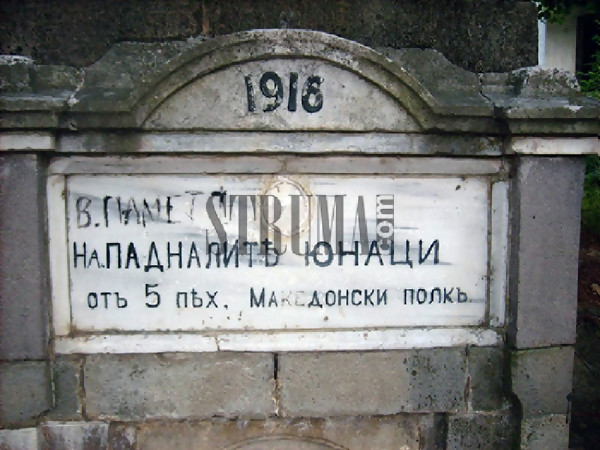 1916
В.ПАМЕТ
STRUMA.com
НА.ПАДНАЛИТѢ ЮНАЦИ
отъ 5 пѣх. Македонски полкъ.